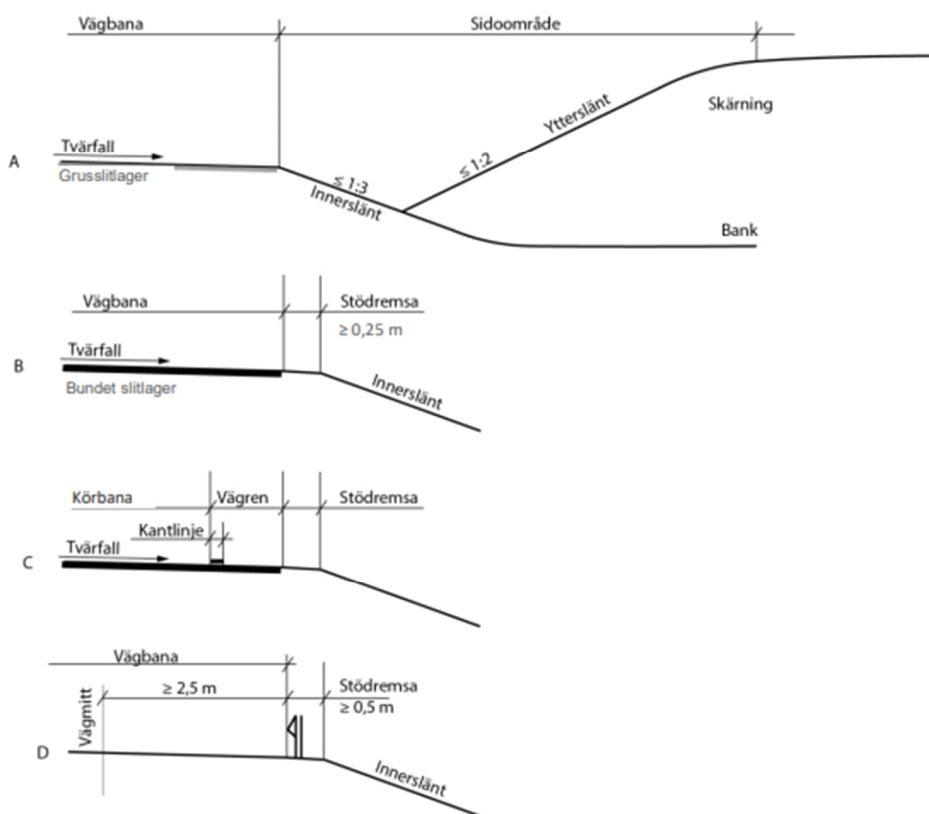 Vägbana
Sidoområde
Ytterslänt
Skärning
A
Tvärfall
Grusslitlager
≤ 1:3
Innerslänt
≤ 1:2
Bank
Vägbana
Stödremsa
≥ 0,25 m
B
Tvärfall
Bundet slitlager
Innerslänt
Körbana
Vägren
Stödremsa
Kantlinje
C
Tvärfall
Vägbana
Vägmitt
≥ 2,5 m
Stödremsa
≥ 0,5 m
D
Innerslänt